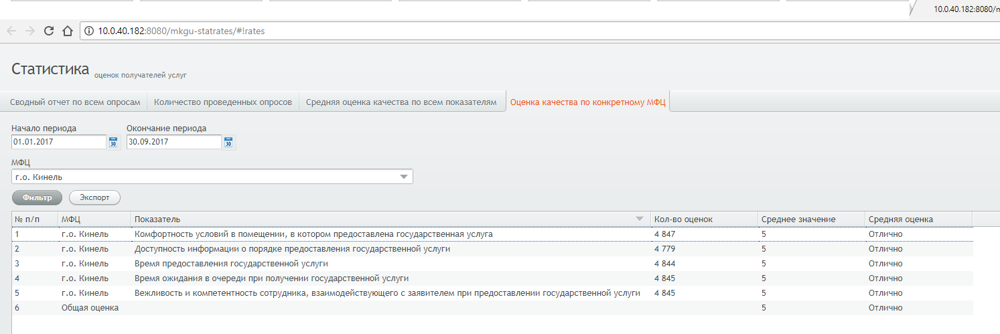 10.0.40.182:8080/m
10.0.40.182:8080/mkgu-statrates/#!rates
Статистика оценок получателей услуг
Сводный отчет по всем опросам Количество проведенных опросов Средняя оценка качества по всем показателям Оценка качества по конкретному МФЦ
Начало периода Окончание периода
01.01.2017 30 30.09.2017 30
МФЦ
г.о. Кинель
Фильтр Экспорт
№ п/п МФЦ Показатель Кол-во оценок Среднее значение Средняя оценка
1 г.о. Кинель Комфортность условий в помещении, в котором предоставлена государственная услуга 4 847 5 Отлично
2 г.о. Кинель Доступность информации о порядке предоставления государственной услуги 4 779 5 Отлично
3 г.о. Кинель Время предоставления государственной услуги 4 844 5 Отлично
4 г.о. Кинель Время ожидания в очереди при получении государственной услуги 4 845 5 Отлично
5 г.о. Кинель Вежливость и компетентность сотрудника, взаимодействующего с заявителем при предоставлении государственной услуги 4 845 5 Отлично
6 Общая оценка 5 Отлично